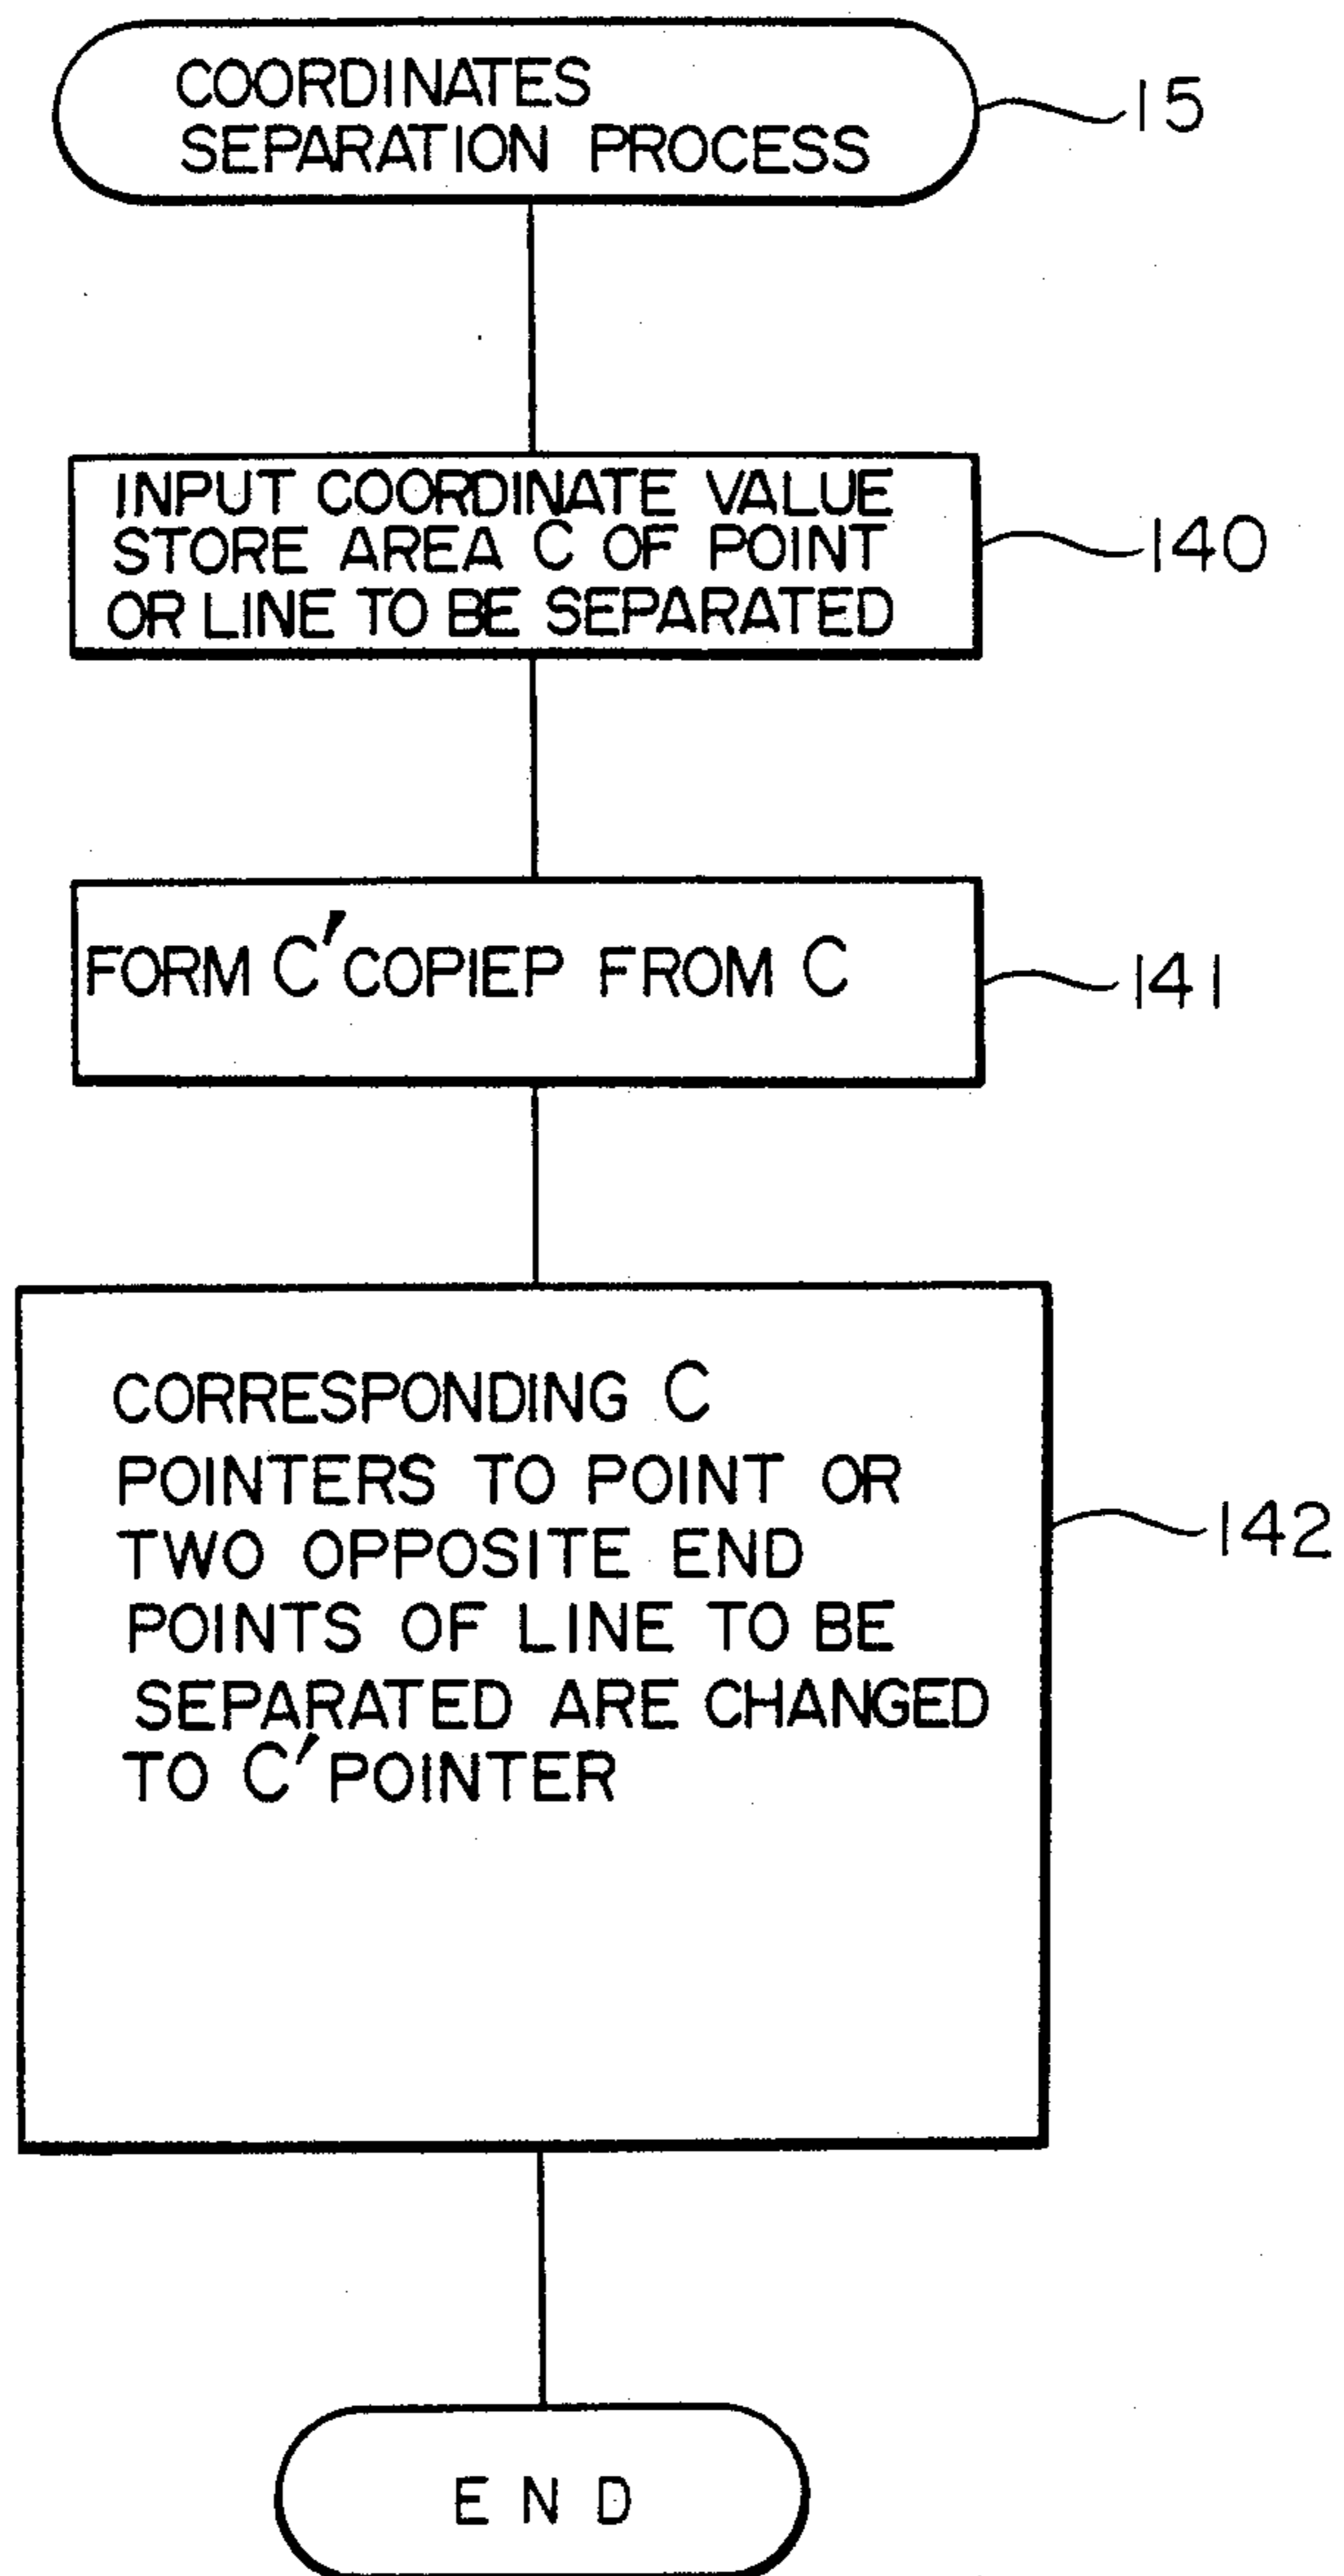 COORDINATES
SEPARATION PROCESS
15
INPUT COORDINATE VALUE
STORE AREA C OF POINT
OR LINE TO BE SEPARATED
140
FORM C' COPIEP FROM C
141
CORRESPONDING C
POINTERS TO POINT OR
TWO OPPOSITE END
POINTS OF LINE TO BE
SEPARATED ARE CHANGED
TO C' POINTER
142
END